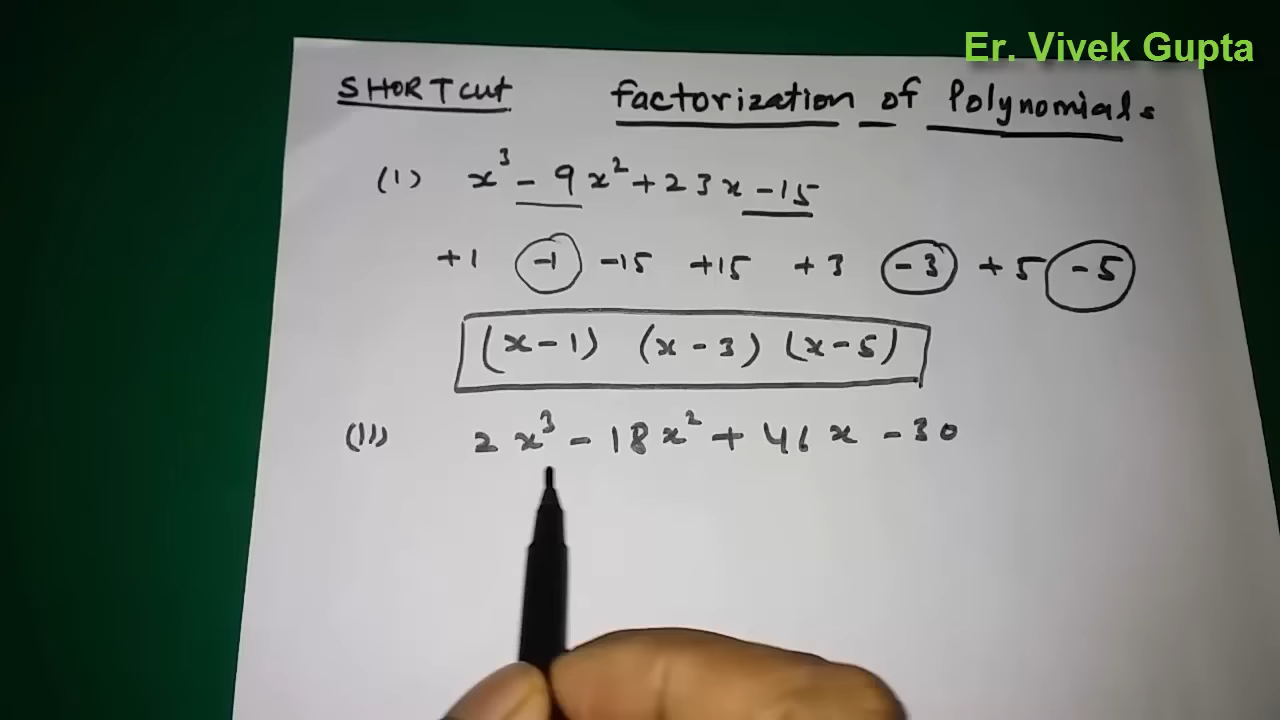 Er. Vivek Gupta
SHORTcut factorization of Polynomials
(1) x³ - 9x² + 23x - 15
+1 -1 -15 +15 +3 -3 +5 -5
(x-1) (x-3) (x-5)
(11) 2x³ - 18x² + 46x - 30